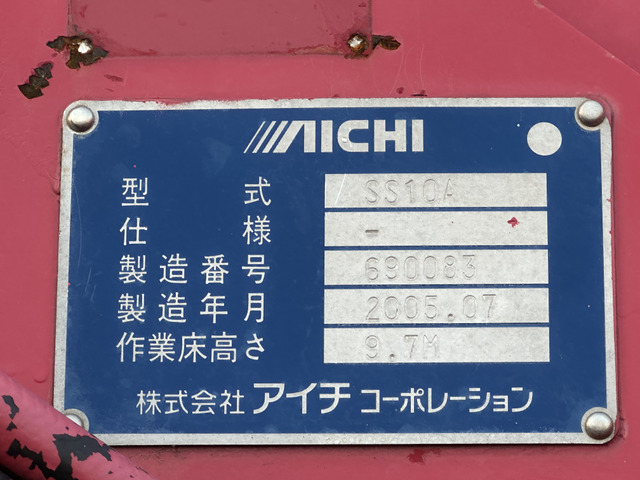 AICHI
型式 SS10A
仕様 -
製造番号 690083
製造年月 2005.07
作業床高さ 9.7M
株式会社 アイチ コーポレーション